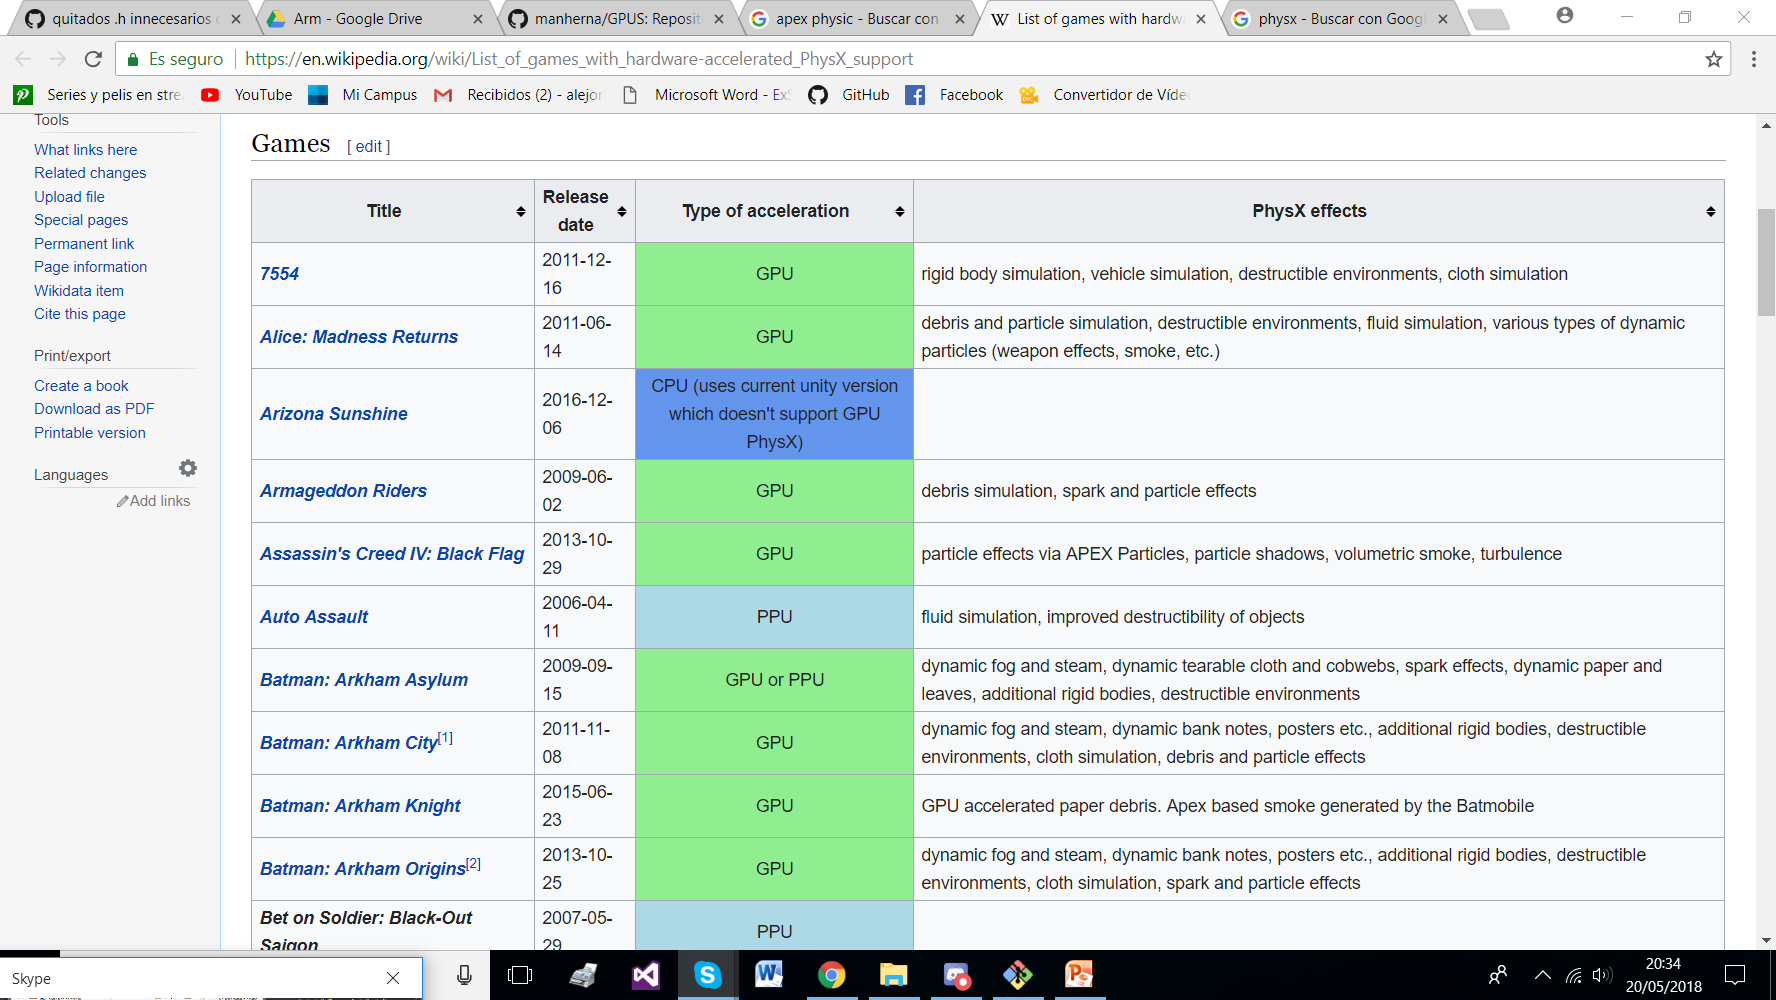 quitados .h innecesarios
Arm - Google Drive
manherna/GPUS: Reposit
apex physic - Buscar con
List of games with hardw
physx - Buscar con Goog
Es seguro
https://en.wikipedia.org/wiki/List_of_games_with_hardware-accelerated_PhysX_support
Series y pelis en stre
YouTube
Mi Campus
Recibidos (2) - alejor
Microsoft Word - Ex
GitHub
Facebook
Convertidor de Víde
Tools
What links here
Related changes
Upload file
Special pages
Permanent link
Page information
Wikidata item
Cite this page
Print/export
Create a book
Download as PDF
Printable version
Languages
Add links
Games [ edit ]
Title
Release
date
Type of acceleration
PhysX effects
7554
2011-12-
16
GPU
rigid body simulation, vehicle simulation, destructible environments, cloth simulation
Alice: Madness Returns
2011-06-
14
GPU
debris and particle simulation, destructible environments, fluid simulation, various types of dynamic
particles (weapon effects, smoke, etc.)
Arizona Sunshine
2016-12-
06
CPU (uses current unity version
which doesn't support GPU
PhysX)
Armageddon Riders
2009-06-
02
GPU
debris simulation, spark and particle effects
Assassin's Creed IV: Black Flag
2013-10-
29
GPU
particle effects via APEX Particles, particle shadows, volumetric smoke, turbulence
Auto Assault
2006-04-
11
PPU
fluid simulation, improved destructibility of objects
Batman: Arkham Asylum
2009-09-
15
GPU or PPU
dynamic fog and steam, dynamic tearable cloth and cobwebs, spark effects, dynamic paper and
leaves, additional rigid bodies, destructible environments
Batman: Arkham City[1]
2011-11-
08
GPU
dynamic fog and steam, dynamic bank notes, posters etc., additional rigid bodies, destructible
environments, cloth simulation, debris and particle effects
Batman: Arkham Knight
2015-06-
23
GPU
GPU accelerated paper debris. Apex based smoke generated by the Batmobile
Batman: Arkham Origins[2]
2013-10-
25
GPU
dynamic fog and steam, dynamic bank notes, posters etc., additional rigid bodies, destructible
environments, cloth simulation, spark and particle effects
Bet on Soldier: Black-Out
Saigon
2007-05-
29
PPU
Skype
20:34
20/05/2018